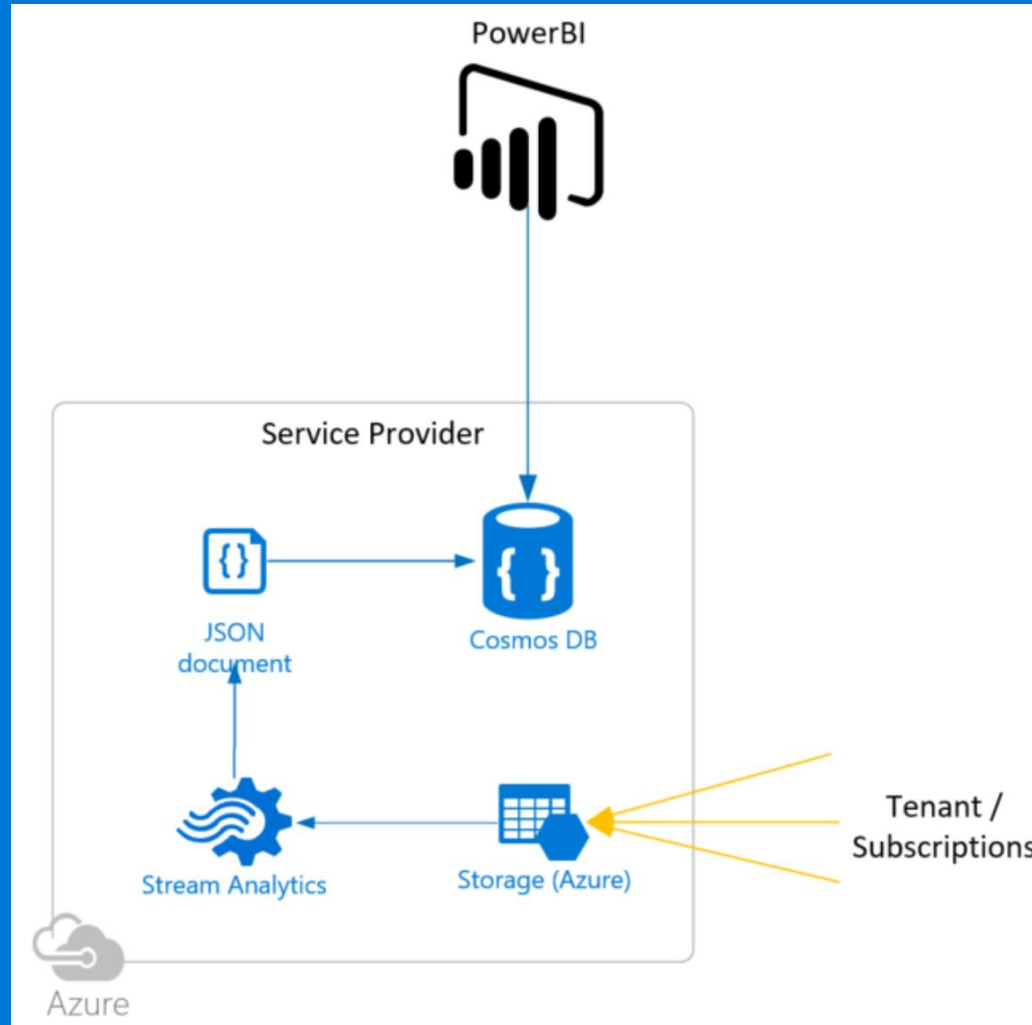 PowerBI
Service Provider
{}
{ }
JSON
document
Cosmos DB
Tenant /
Subscriptions
Stream Analytics
Storage (Azure)
Azure